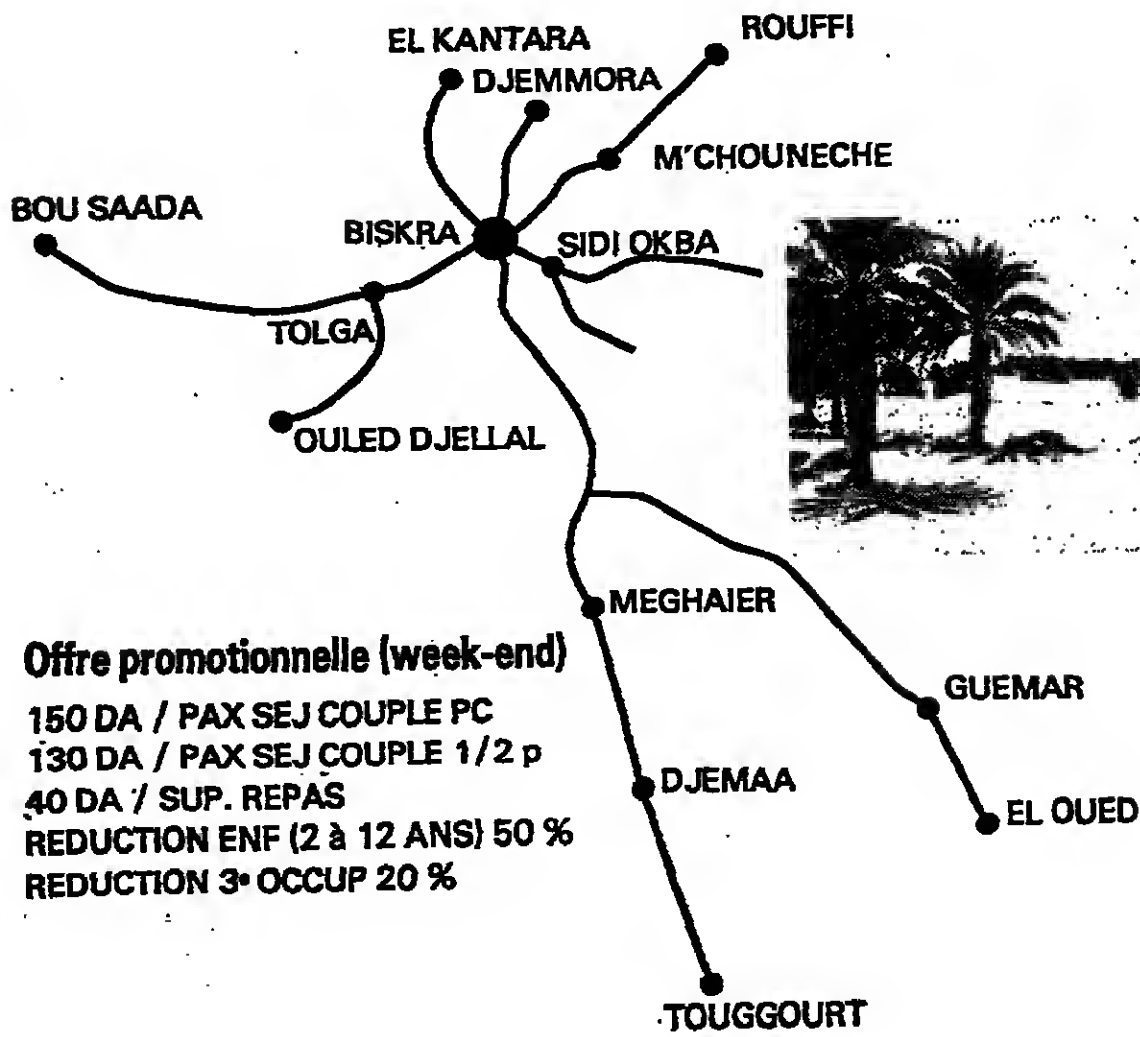 EL KANTARA
ROUFFI
DJEMMORA
M'CHOUNECHE
BOU SAADA
BISKRA
SIDI OKBA
TOLGA
OULED DJELLAL
MEGHAIER
GUEMAR
DJEMAA
EL OUED
TOUGGOURT
Offre promotionnelle (week-end)
150 DA / PAX SEJ COUPLE PC
130 DA / PAX SEJ COUPLE 1/2 p
40 DA / SUP. REPAS
REDUCTION ENF (2 à 12 ANS) 50 %
REDUCTION 3e OCCUP 20 %